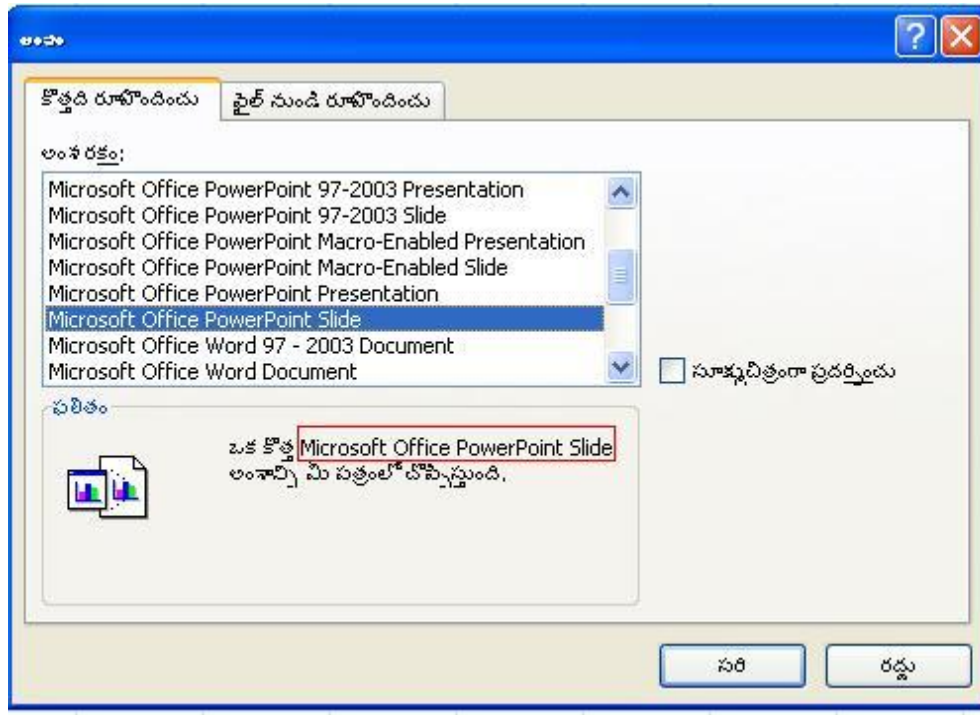 అంశం
కొత్తది రూపొందించు
ఫైల్ నుండి రూపొందించు
అంశ రకం:
Microsoft Office PowerPoint 97-2003 Presentation
Microsoft Office PowerPoint 97-2003 Slide
Microsoft Office PowerPoint Macro-Enabled Presentation
Microsoft Office PowerPoint Macro-Enabled Slide
Microsoft Office PowerPoint Presentation
Microsoft Office PowerPoint Slide
Microsoft Office Word 97 - 2003 Document
Microsoft Office Word Document
సూక్ష్మచిత్రంగా ప్రదర్శించు
ఫలితం
ఒక కొత్త Microsoft Office PowerPoint Slide
అంశాన్ని మీ పత్రంలో చొప్పిస్తుంది.
సరి
రద్దు